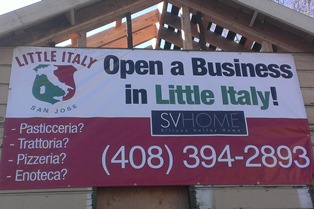 LITTLE ITALY
SAN JOSE
Open a Business
in Little Italy!
SVHOME
Silicon Valley Home
- Pasticceria?
- Trattoria?
- Pizzeria?
- Enoteca?
(408) 394-2893